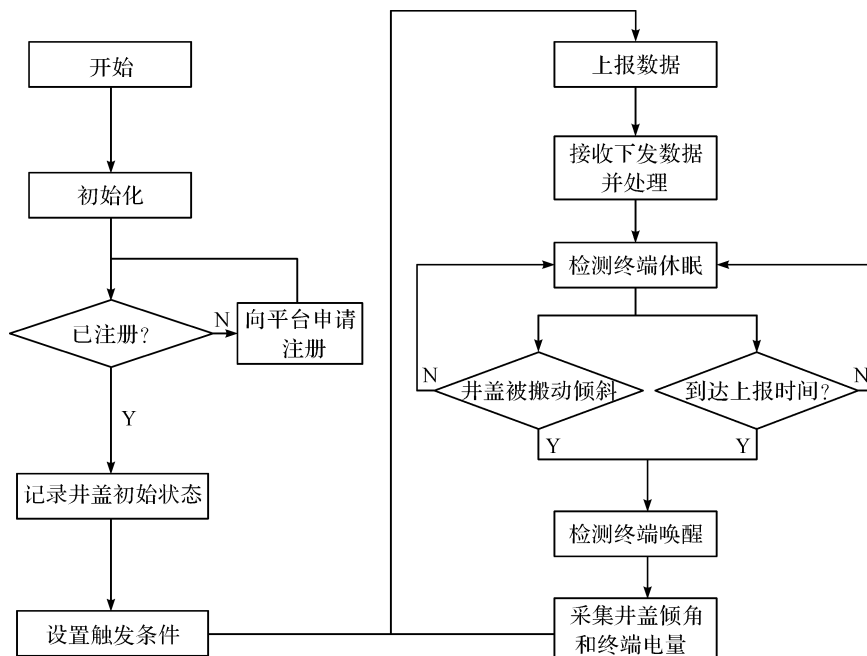 开始
初始化
已注册?
N
向平台申请
注册
Y
记录井盖初始状态
设置触发条件
上报数据
接收下发数据
并处理
检测终端休眠
N
井盖被搬动倾斜
到达上报时间?
N
Y
Y
检测终端唤醒
采集井盖倾角
和终端电量